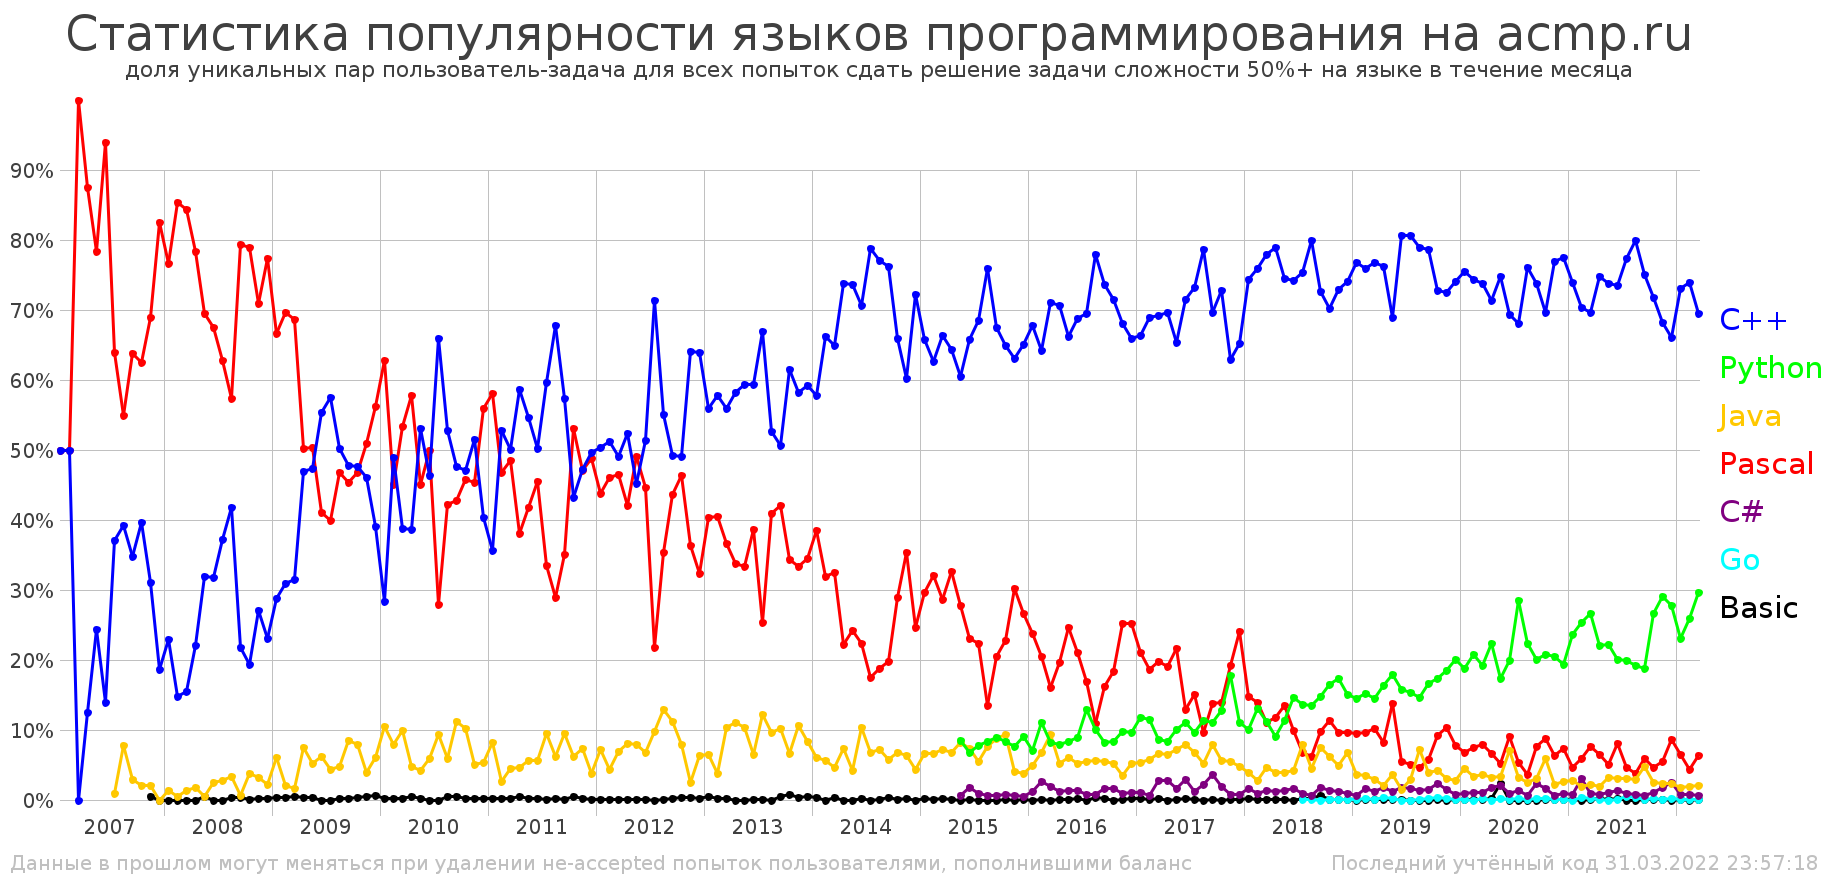 Статистика популярности языков программирования на acmp.ru
доля уникальных пар пользователь-задача для всех попыток сдать решение задачи сложности 50%+ на языке в течение месяца
90%
80%
70%
60%
50%
40%
30%
20%
10%
0%
C++
Python
Java
Pascal
C#
Go
Basic
2007 2008 2009 2010 2011 2012 2013 2014 2015 2016 2017 2018 2019 2020 2021
Данные в прошлом могут меняться при удалении не-accepted попыток пользователями, пополнившими баланс
Последний учтённый код 31.03.2022 23:57:18